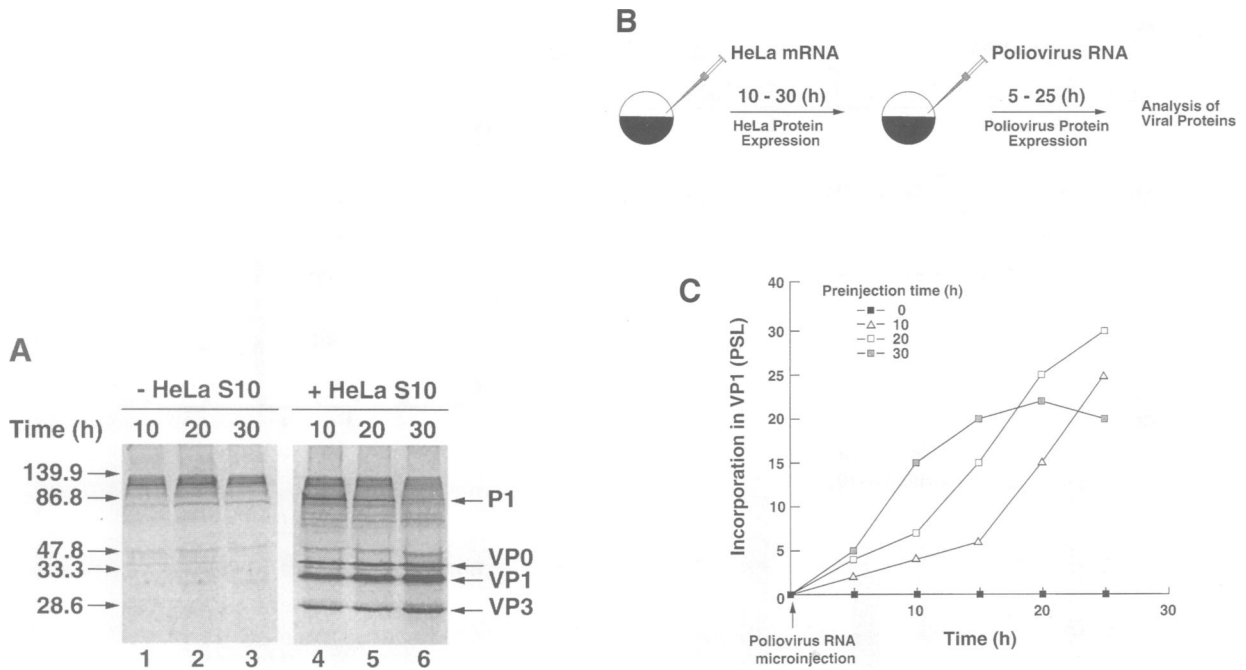 B
HeLa mRNA
Poliovirus RNA
10 - 30 (h)
5 - 25 (h)
HeLa Protein
Expression
Poliovirus Protein
Expression
Analysis of
Viral Proteins
A
- HeLa S10
+ HeLa S10
Time (h)
10 20 30
10 20 30
139.9
86.8
47.8
33.3
28.6
P1
VP0
VP1
VP3
1 2 3
4 5 6
C
Incorporation in VP1 (PSL)
40
30
25
20
15
10
5
0
Preinjection time (h)
0
10
20
30
10
20
30
Time (h)
Poliovirus RNA
microinjection